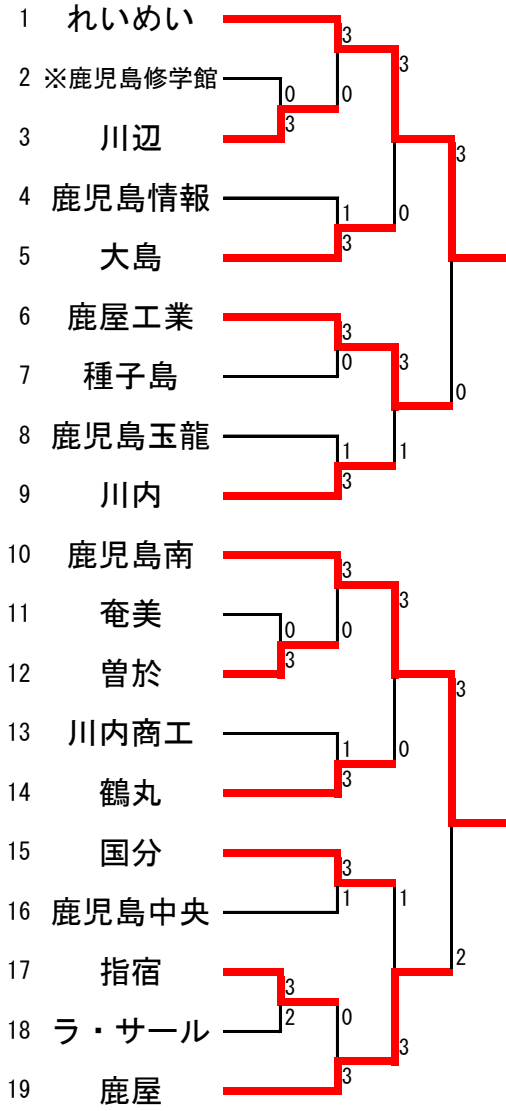 1 れいめい
3
3
2 ※鹿児島修学館
0
0
3
3 川辺
3
4 鹿児島情報
1
0
3
5 大島
6 鹿屋工業
3
0
3
7 種子島
0
8 鹿児島玉龍
1
1
3
9 川内
10 鹿児島南
3
3
11 奄美
0
0
3
12 曽於
3
13 川内商工
1
0
3
14 鶴丸
15 国分
3
1
1
16 鹿児島中央
2
17 指宿
3
2
0
18 ラ・サール
3
3
19 鹿屋